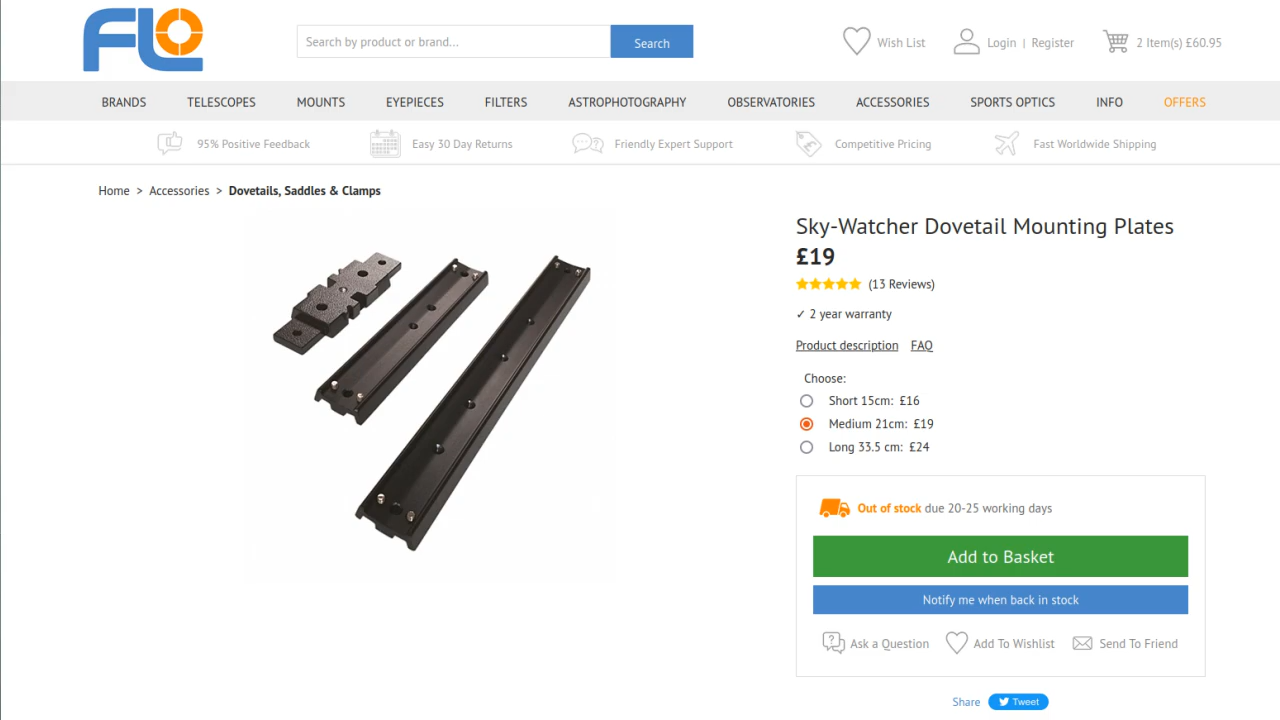 FLO
Search by product or brand...
Search
Wish List
Login | Register
2 Item(s) £60.95
BRANDS TELESCOPES MOUNTS EYEPIECES FILTERS ASTROPHOTOGRAPHY OBSERVATORIES ACCESSORIES SPORTS OPTICS INFO OFFERS
95% Positive Feedback
Easy 30 Day Returns
Friendly Expert Support
Competitive Pricing
Fast Worldwide Shipping
Home > Accessories > Dovetails, Saddles & Clamps
Sky-Watcher Dovetail Mounting Plates
£19
(13 Reviews)
✓ 2 year warranty
Product description FAQ
Choose:
Short 15cm: £16
Medium 21cm: £19
Long 33.5 cm: £24
Out of stock due 20-25 working days
Add to Basket
Notify me when back in stock
Ask a Question
Add To Wishlist
Send To Friend
Share
Tweet